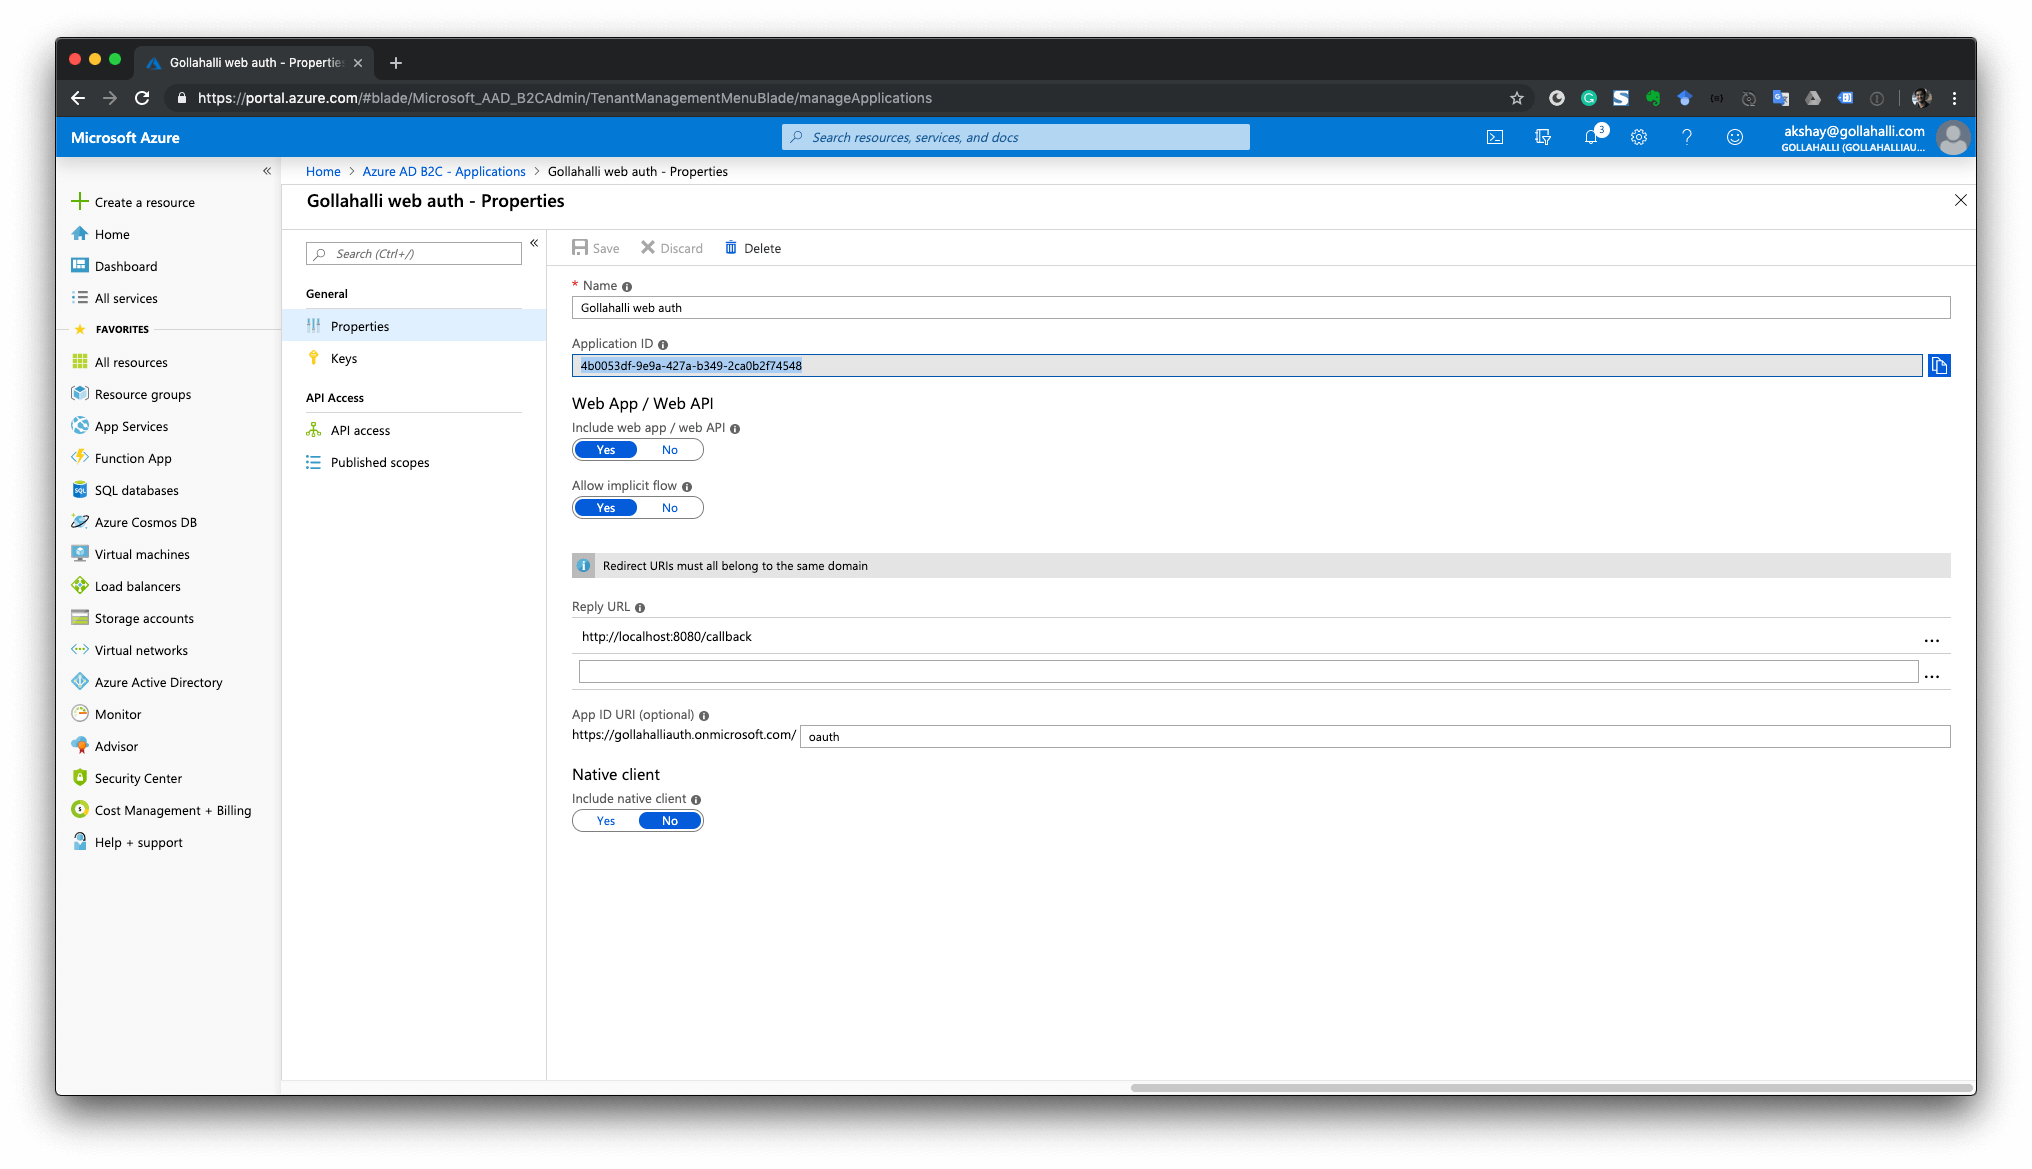 Gollahalli web auth - Propertie
https://portal.azure.com/#blade/Microsoft_AAD_B2CAdmin/TenantManagementMenuBlade/manageApplications
Microsoft Azure
Search resources, services, and docs
3
akshay@gollahalli.com
GOLLAHALLI (GOLLAHALLIAU...
Create a resource
Home
Dashboard
All services
FAVORITES
All resources
Resource groups
App Services
Function App
SQL databases
Azure Cosmos DB
Virtual machines
Load balancers
Storage accounts
Virtual networks
Azure Active Directory
Monitor
Advisor
Security Center
Cost Management + Billing
Help + support
Home > Azure AD B2C - Applications > Gollahalli web auth - Properties
Gollahalli web auth - Properties
Search (Ctrl+/)
General
Properties
Keys
API Access
API access
Published scopes
Save Discard Delete
* Name
Gollahalli web auth
Application ID
4b0053df-9e9a-427a-b349-2ca0b2f74548
Web App / Web API
Include web app / web API
Yes No
Allow implicit flow
Yes No
Redirect URIs must all belong to the same domain
Reply URL
http://localhost:8080/callback
...
...
App ID URI (optional)
https://gollahalliauth.onmicrosoft.com/ oauth
Native client
Include native client
Yes No